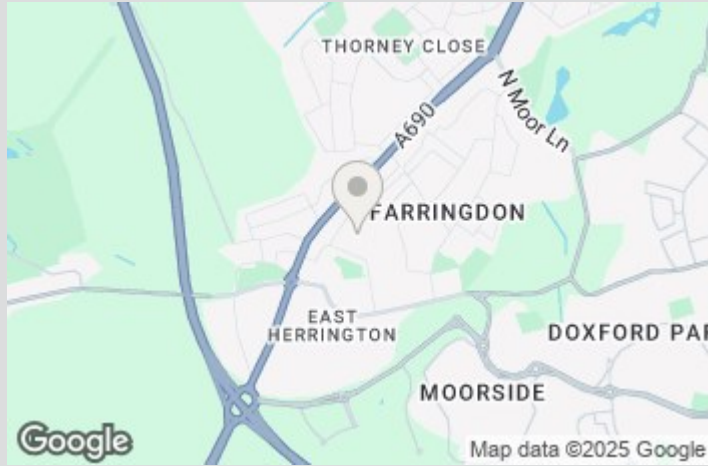 THORNEY CLOSE
N Moor Ln
A690
FARRINGDON
EAST
HERRINGTON
DOXFORD PAR
MOORSIDE
Google
Map data ©2025 Google